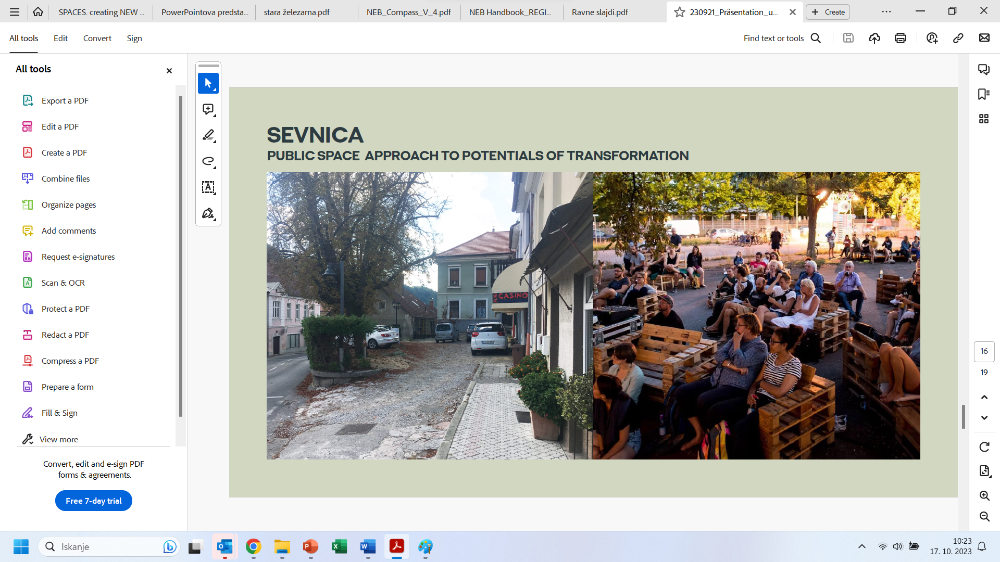 SPACES. creating NEW ...
PowerPointova predsta...
stara železarna.pdf
NEB_Compass_V_4.pdf
NEB Handbook_REGI...
Ravne slajdi.pdf
230921_Präsentation_u...
Create
All tools
Edit
Convert
Sign
Find text or tools
All tools
Export a PDF
Edit a PDF
Create a PDF
Combine files
Organize pages
Add comments
Request e-signatures
Scan & OCR
Protect a PDF
Redact a PDF
Compress a PDF
Prepare a form
Fill & Sign
View more
Convert, edit and e-sign PDF
forms & agreements.
Free 7-day trial
SEVNICA
PUBLIC SPACE APPROACH TO POTENTIALS OF TRANSFORMATION
CASINO
16
19
Iskanje
10:23
17. 10. 2023